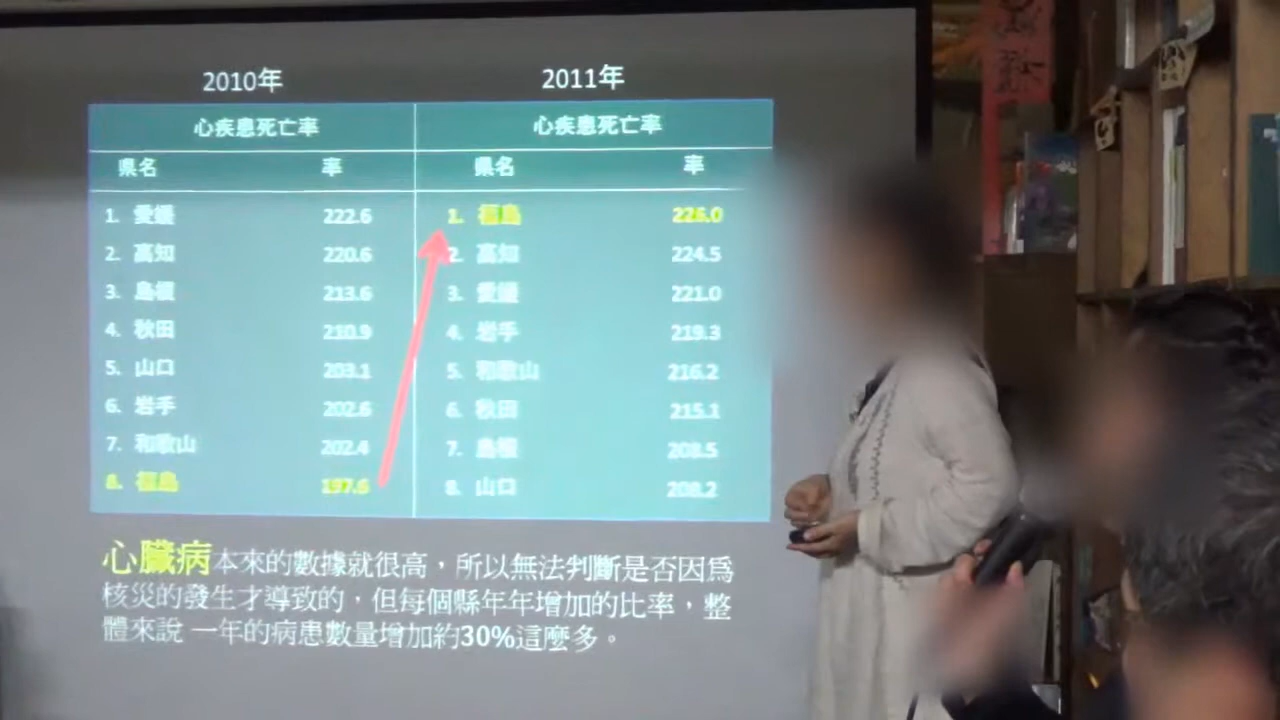 2010年 2011年
心疾患死亡率 心疾患死亡率
県名 率 県名 率
1. 愛媛 222.6 1. 福島 226.0
2. 高知 220.6 2. 高知 224.5
3. 島根 213.6 3. 愛媛 221.0
4. 秋田 210.9 4. 岩手 219.3
5. 山口 203.1 5. 和歌山 216.2
6. 岩手 202.6 6. 秋田 215.1
7. 和歌山 202.4 7. 島根 208.5
8. 福島 197.6 8. 山口 208.2
心臟病本來的數據就很高，所以無法判斷是否因為
核災的發生才導致的，但每個縣年年增加的比率，整
體來說 一年的病患數量增加約30%這麼多。